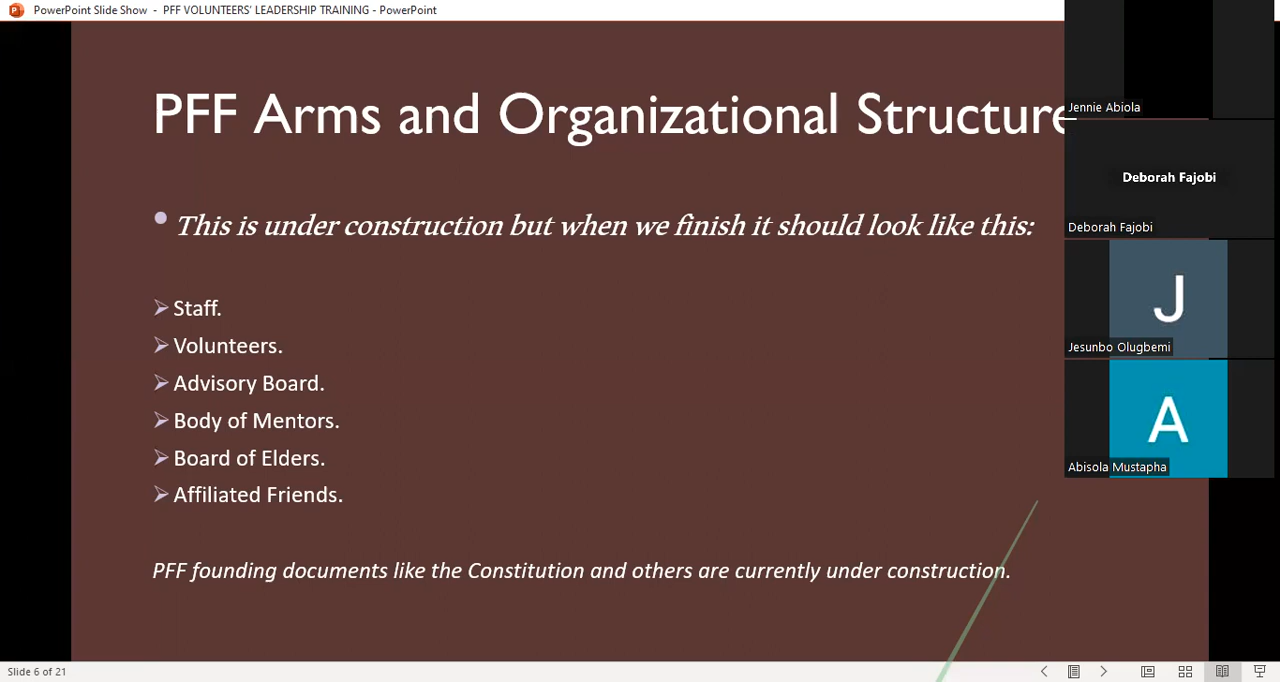 PowerPoint Slide Show - PFF VOLUNTEERS' LEADERSHIP TRAINING - PowerPoint
PFF Arms and Organizational Structure
This is under construction but when we finish it should look like this:
Staff.
Volunteers.
Advisory Board.
Body of Mentors.
Board of Elders.
Affiliated Friends.
PFF founding documents like the Constitution and others are currently under construction.
Jennie Abiola
Deborah Fajobi
Deborah Fajobi
J
Jesunbo Olugbemi
A
Abisola Mustapha
Slide 6 of 21